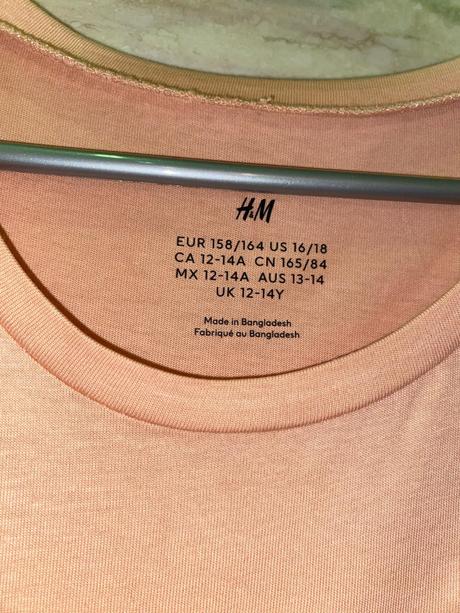 H&M
EUR 158/164 US 16/18
CA 12-14A CN 165/84
MX 12-14A AUS 13-14
UK 12-14Y
Made in Bangladesh
Fabriqué au Bangladesh